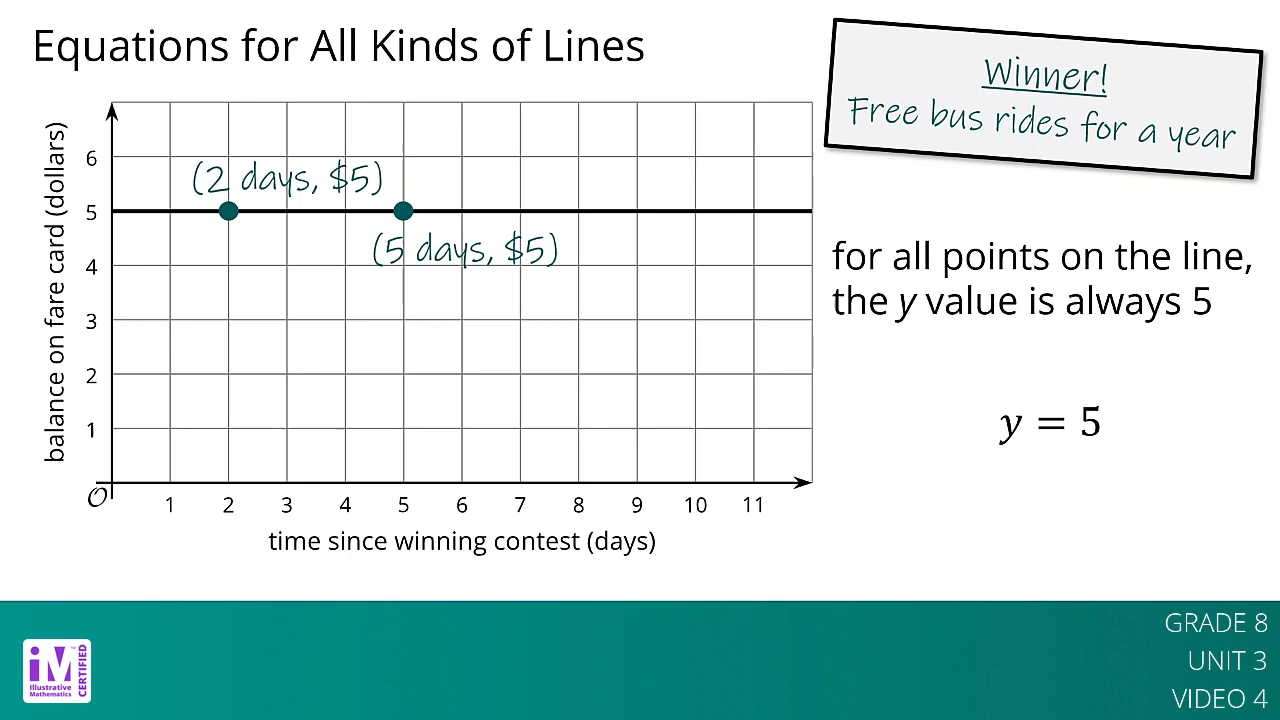 Equations for All Kinds of Lines
Winner!
Free bus rides for a year
balance on fare card (dollars)
6
5
4
3
2
1
O
(2 days, $5)
(5 days, $5)
1 2 3 4 5 6 7 8 9 10 11
time since winning contest (days)
for all points on the line,
the y value is always 5
y = 5
iM
Illustrative
Mathematics
CERTIFIED
GRADE 8
UNIT 3
VIDEO 4